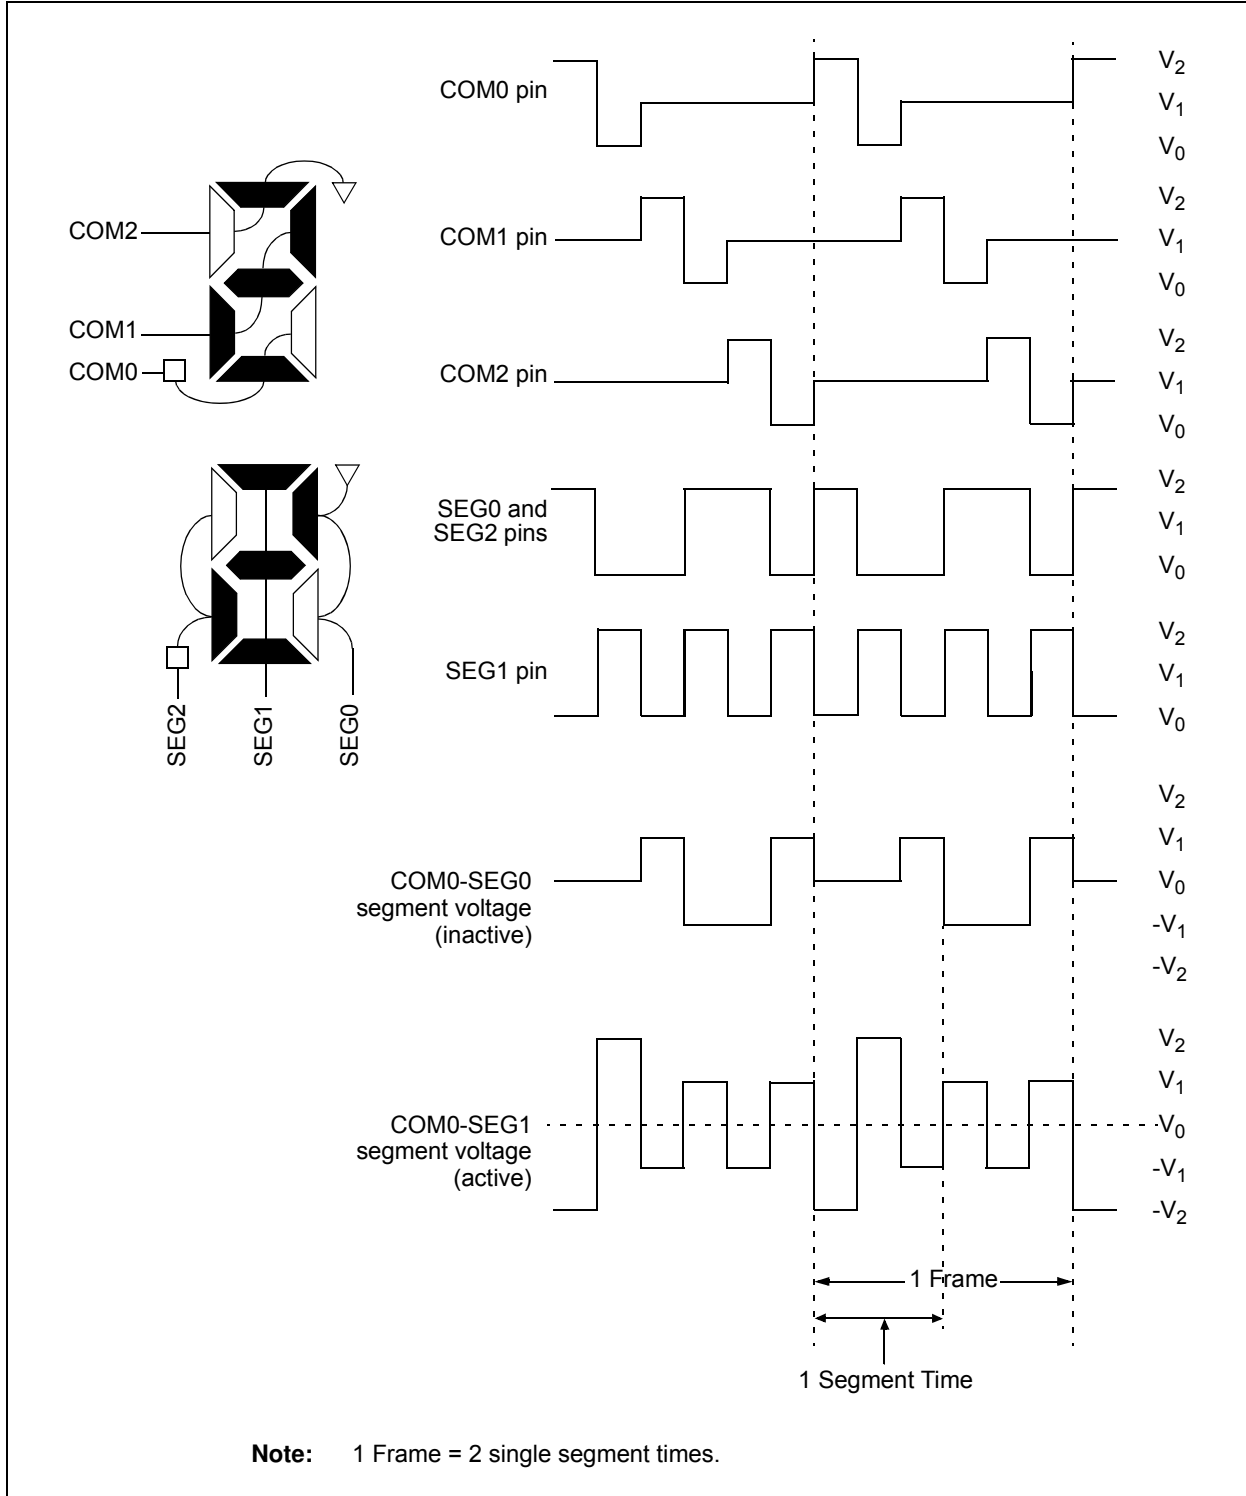 COM0 pin
V2
V1
V0
COM2
COM1
COM0
COM1 pin
V2
V1
V0
COM2 pin
V2
V1
V0
SEG0 and
SEG2 pins
V2
V1
V0
SEG2
SEG1
SEG0
SEG1 pin
V2
V1
V0
COM0-SEG0
segment voltage
(inactive)
V2
V1
V0
-V1
-V2
COM0-SEG1
segment voltage
(active)
V2
V1
V0
-V1
-V2
1 Frame
1 Segment Time
Note: 1 Frame = 2 single segment times.